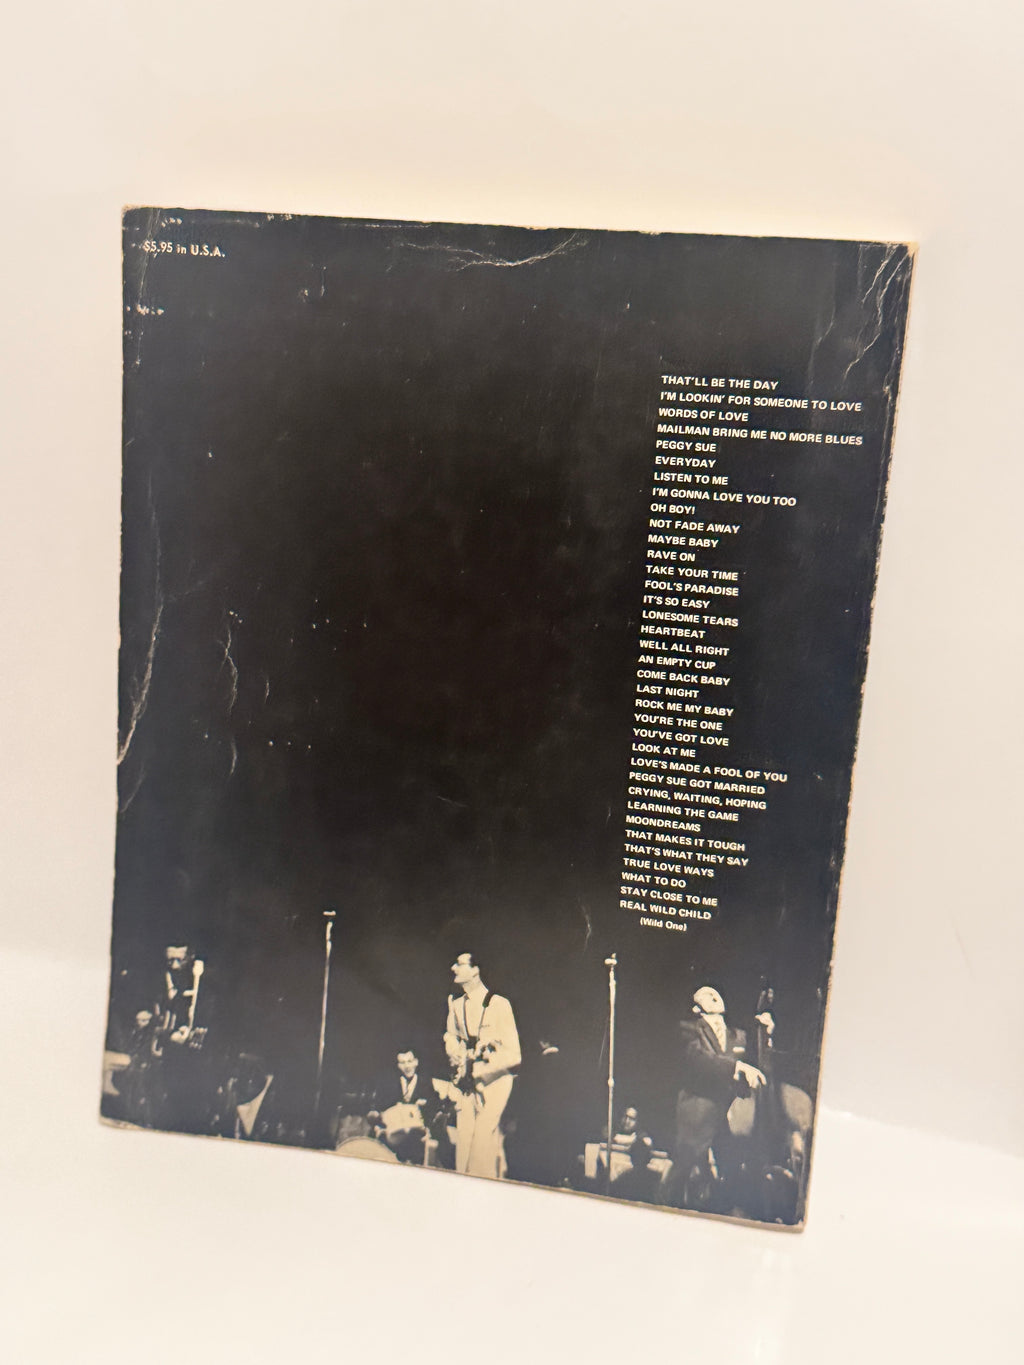 $5.95 in U.S.A.
THAT'LL BE THE DAY
I'M LOOKIN' FOR SOMEONE TO LOVE
WORDS OF LOVE
MAILMAN BRING ME NO MORE BLUES
PEGGY SUE
EVERYDAY
LISTEN TO ME
I'M GONNA LOVE YOU TOO
OH BOY!
NOT FADE AWAY
MAYBE BABY
RAVE ON
TAKE YOUR TIME
FOOL'S PARADISE
IT'S SO EASY
LONESOME TEARS
HEARTBEAT
WELL ALL RIGHT
AN EMPTY CUP
COME BACK BABY
LAST NIGHT
ROCK ME MY BABY
YOU'RE THE ONE
YOU'VE GOT LOVE
LOOK AT ME
LOVE'S MADE A FOOL OF YOU
PEGGY SUE GOT MARRIED
CRYING, WAITING, HOPING
LEARNING THE GAME
MOONDREAMS
THAT MAKES IT TOUGH
THAT'S WHAT THEY SAY
TRUE LOVE WAYS
WHAT TO DO
STAY CLOSE TO ME
REAL WILD CHILD
(Wild One)